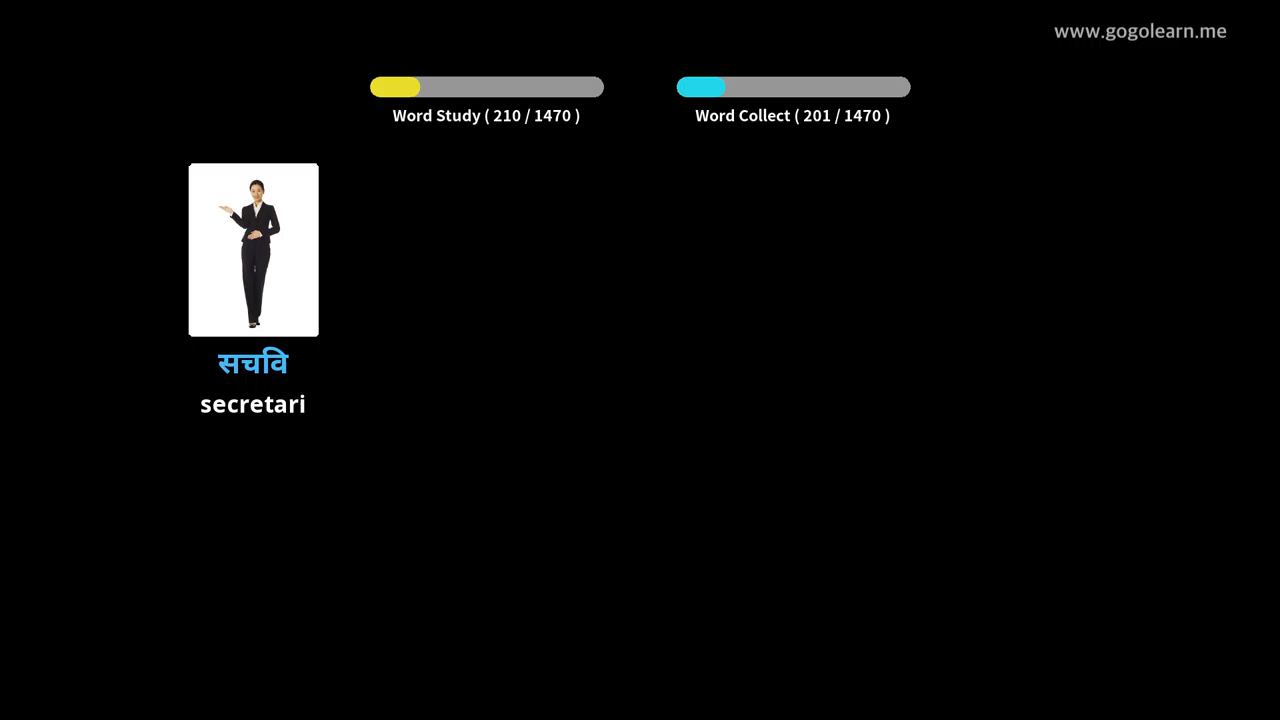 www.gogolearn.me
Word Study ( 210 / 1470 )
Word Collect ( 201 / 1470 )
सचवि
secretari